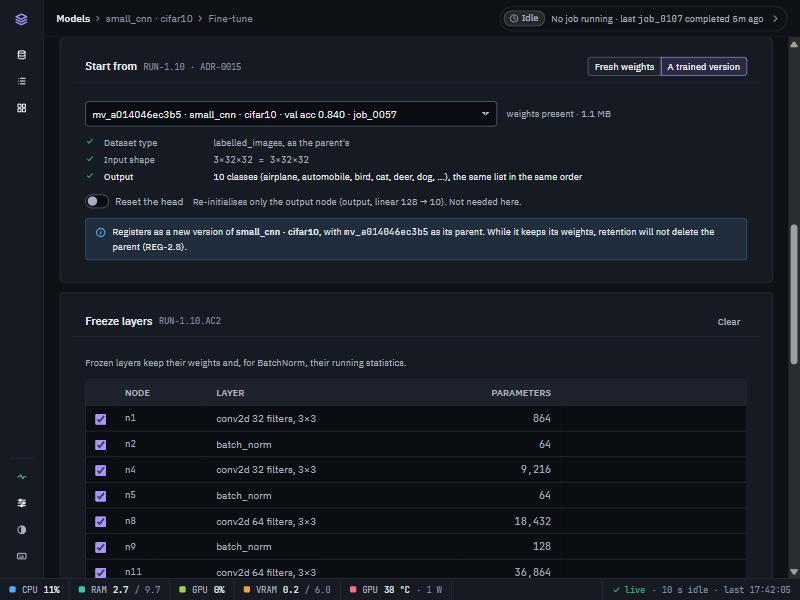 Models > small_cnn · cifar10 > Fine-tune
Idle No job running · last job_0107 completed 5m ago
Start from RUN-1.10 · ADR-0015
Fresh weights A trained version
mv_a014046ec3b5 · small_cnn · cifar10 · val acc 0.840 · job_0057
weights present · 1.1 MB
Dataset type labelled_images, as the parent's
Input shape 3×32×32 = 3×32×32
Output 10 classes (airplane, automobile, bird, cat, deer, dog, …), the same list in the same order
Reset the head Re-initialises only the output node (output, linear 128 → 10). Not needed here.
Registers as a new version of small_cnn · cifar10, with mv_a014046ec3b5 as its parent. While it keeps its weights, retention will not delete the
parent (REG-2.8).
Freeze layers RUN-1.10.AC2
Clear
Frozen layers keep their weights and, for BatchNorm, their running statistics.
NODE LAYER PARAMETERS
n1 conv2d 32 filters, 3×3 864
n2 batch_norm 64
n4 conv2d 32 filters, 3×3 9,216
n5 batch_norm 64
n8 conv2d 64 filters, 3×3 18,432
n9 batch_norm 128
n11 conv2d 64 filters, 3×3 36,864
CPU 11% RAM 2.7 / 9.7 GPU 0% VRAM 0.2 / 6.0 GPU 38 °C · 1 W
live · 10 s idle · last 17:42:05